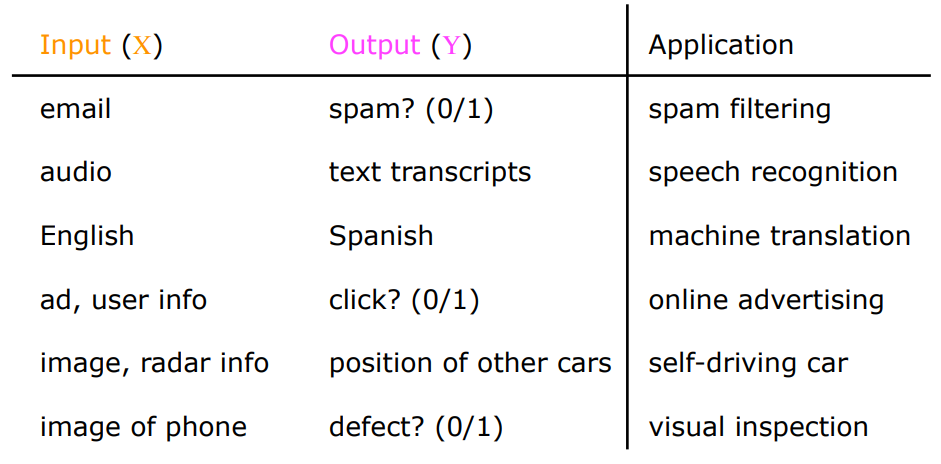 Input (X) Output (Y) Application
email spam? (0/1) spam filtering
audio text transcripts speech recognition
English Spanish machine translation
ad, user info click? (0/1) online advertising
image, radar info position of other cars self-driving car
image of phone defect? (0/1) visual inspection